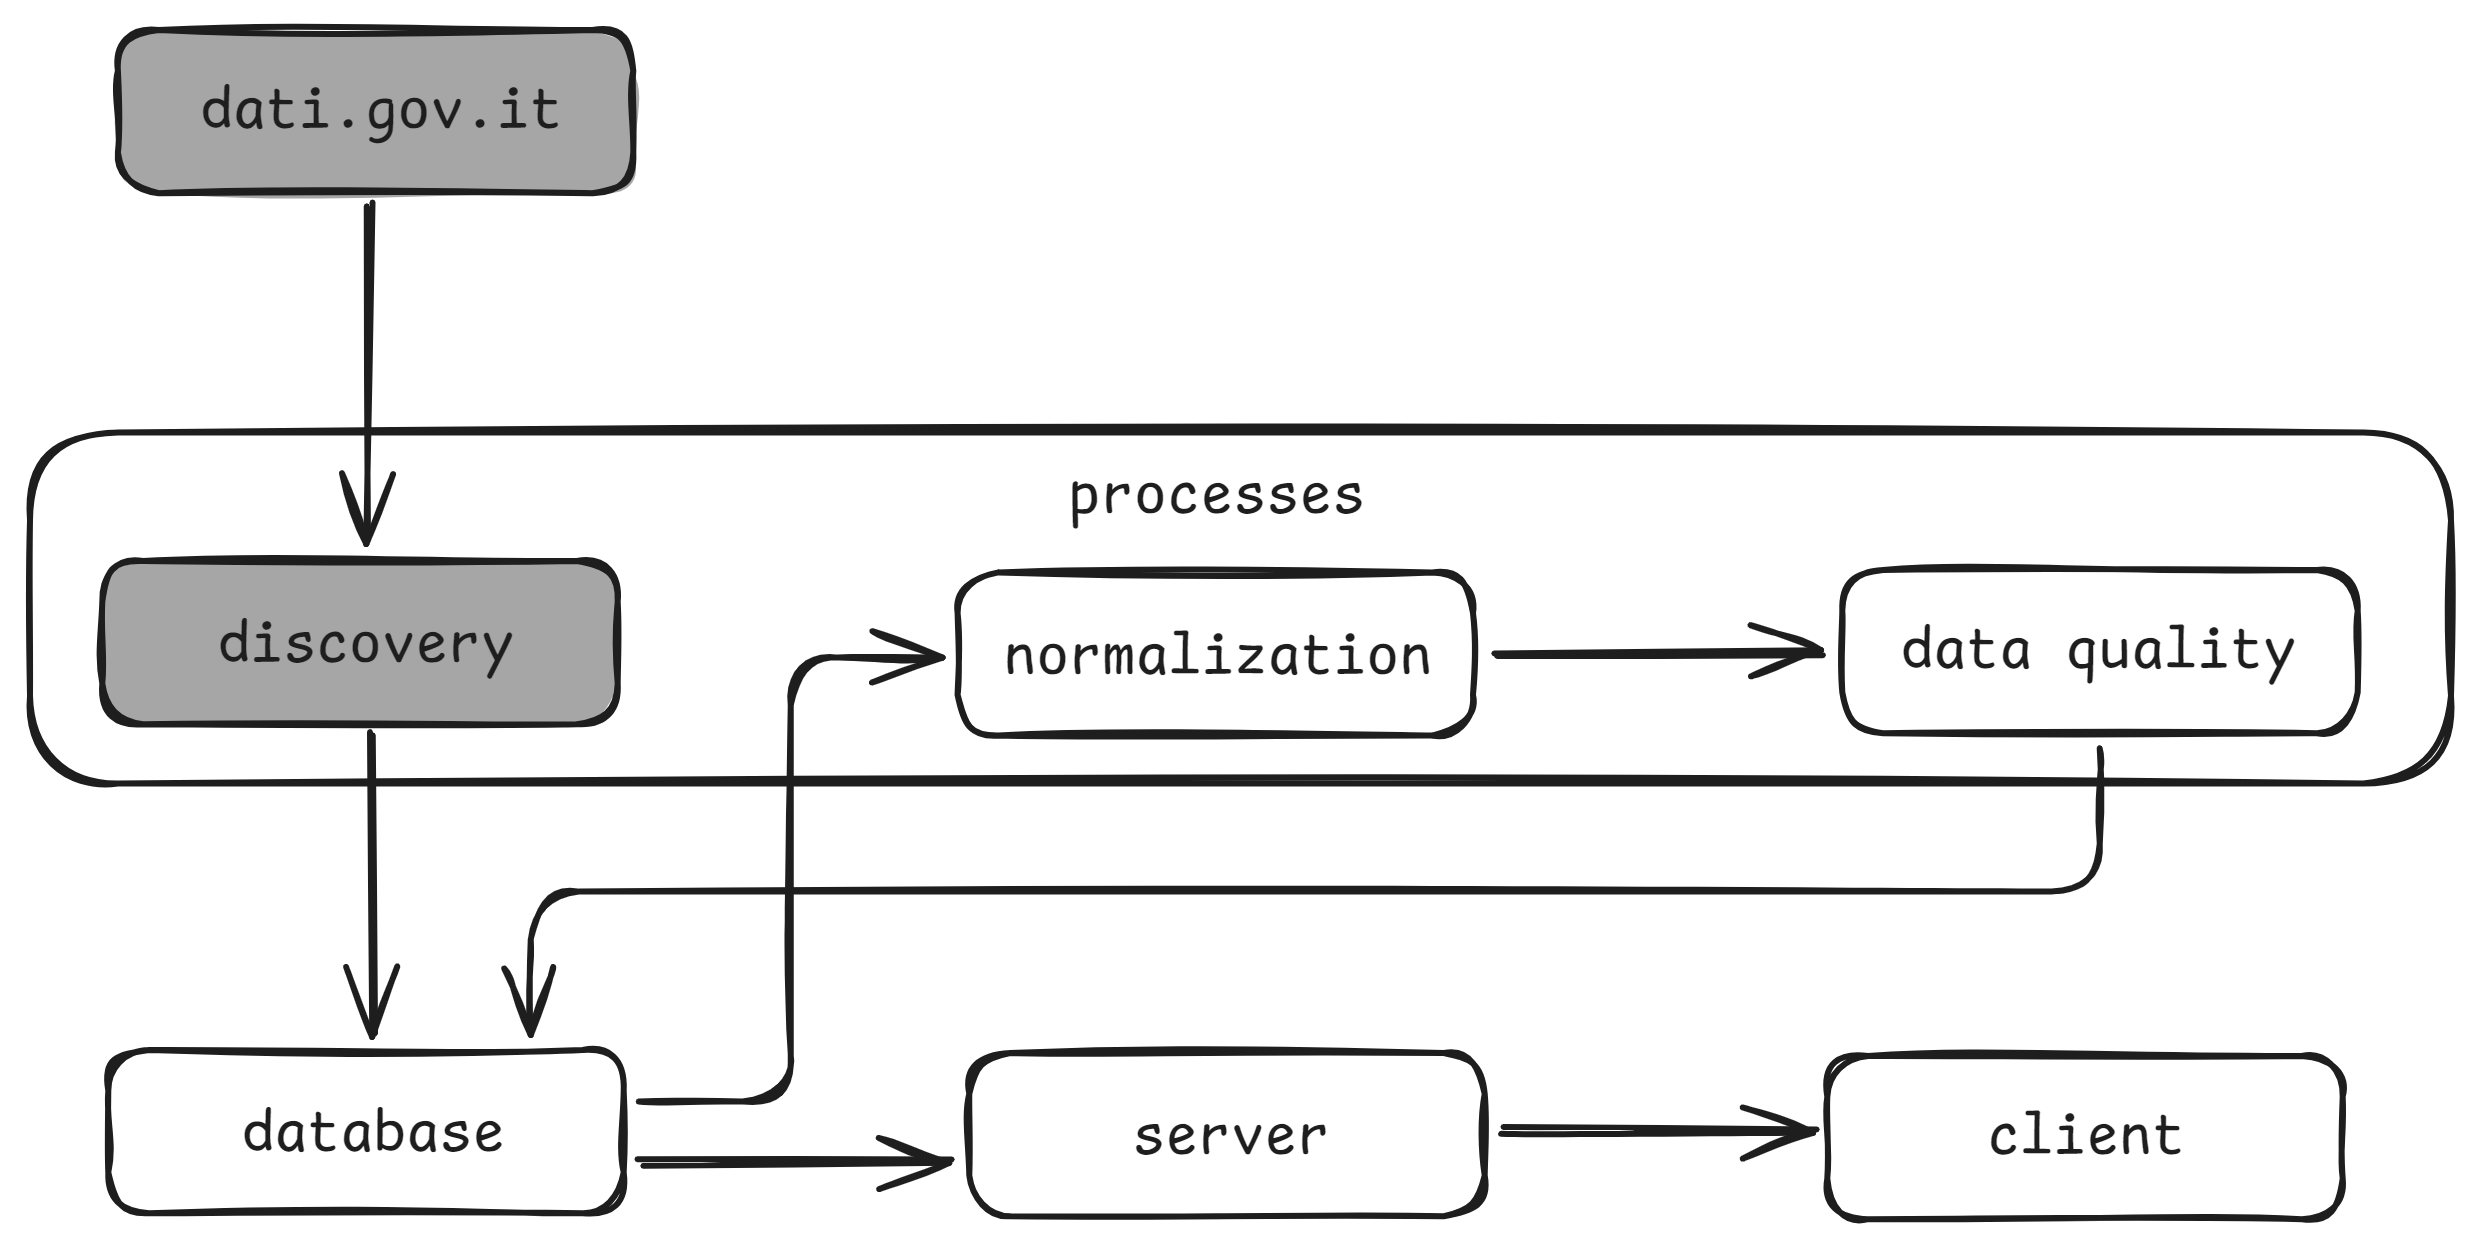 dati.gov.it
processes
discovery
normalization
data quality
database
server
client